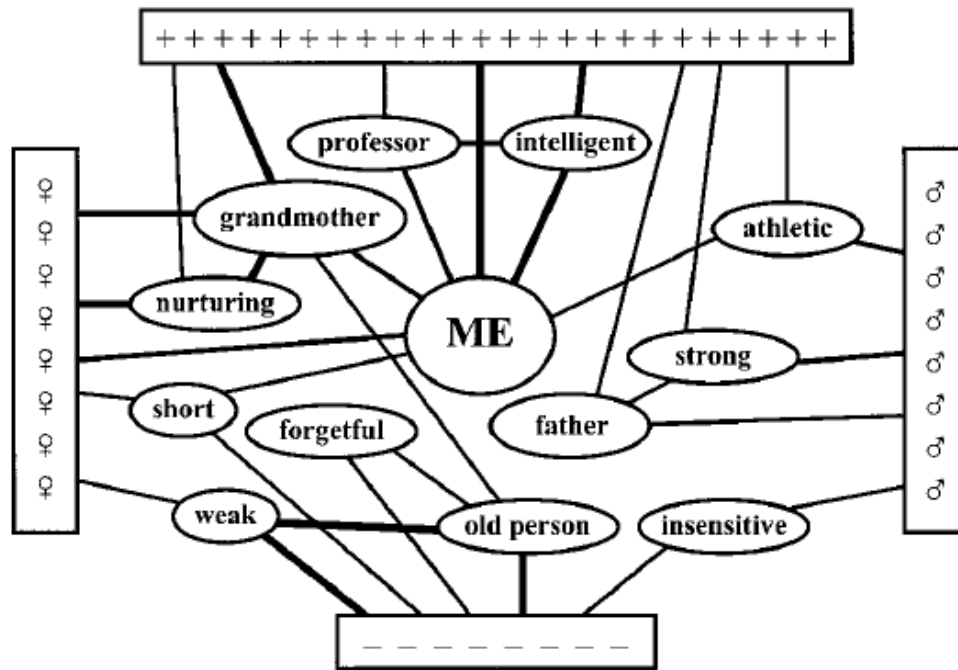 + + + + + + + + + + + + + + + + + + + + + + + +
professor
intelligent
♀
♂
grandmother
athletic
♀
♂
♀
♂
nurturing
♀
♂
ME
strong
♀
♂
short
♀
♂
father
forgetful
♀
♂
♀
♂
weak
old person
insensitive
– – – – – – – – – –